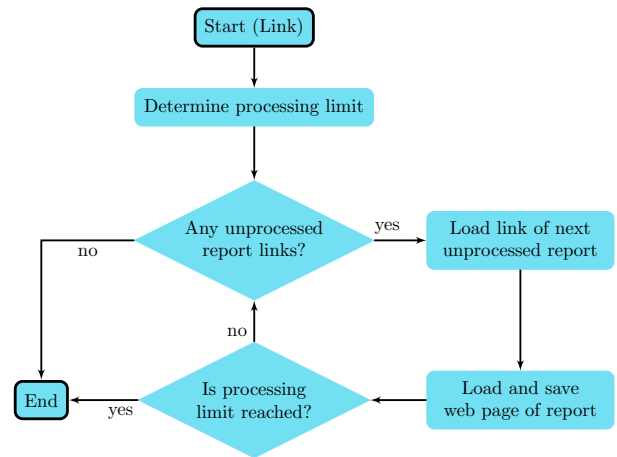 Start (Link)
Determine processing limit
Any unprocessed
report links?
yes
Load link of next
unprocessed report
no
no
Is processing
limit reached?
Load and save
web page of report
yes
End